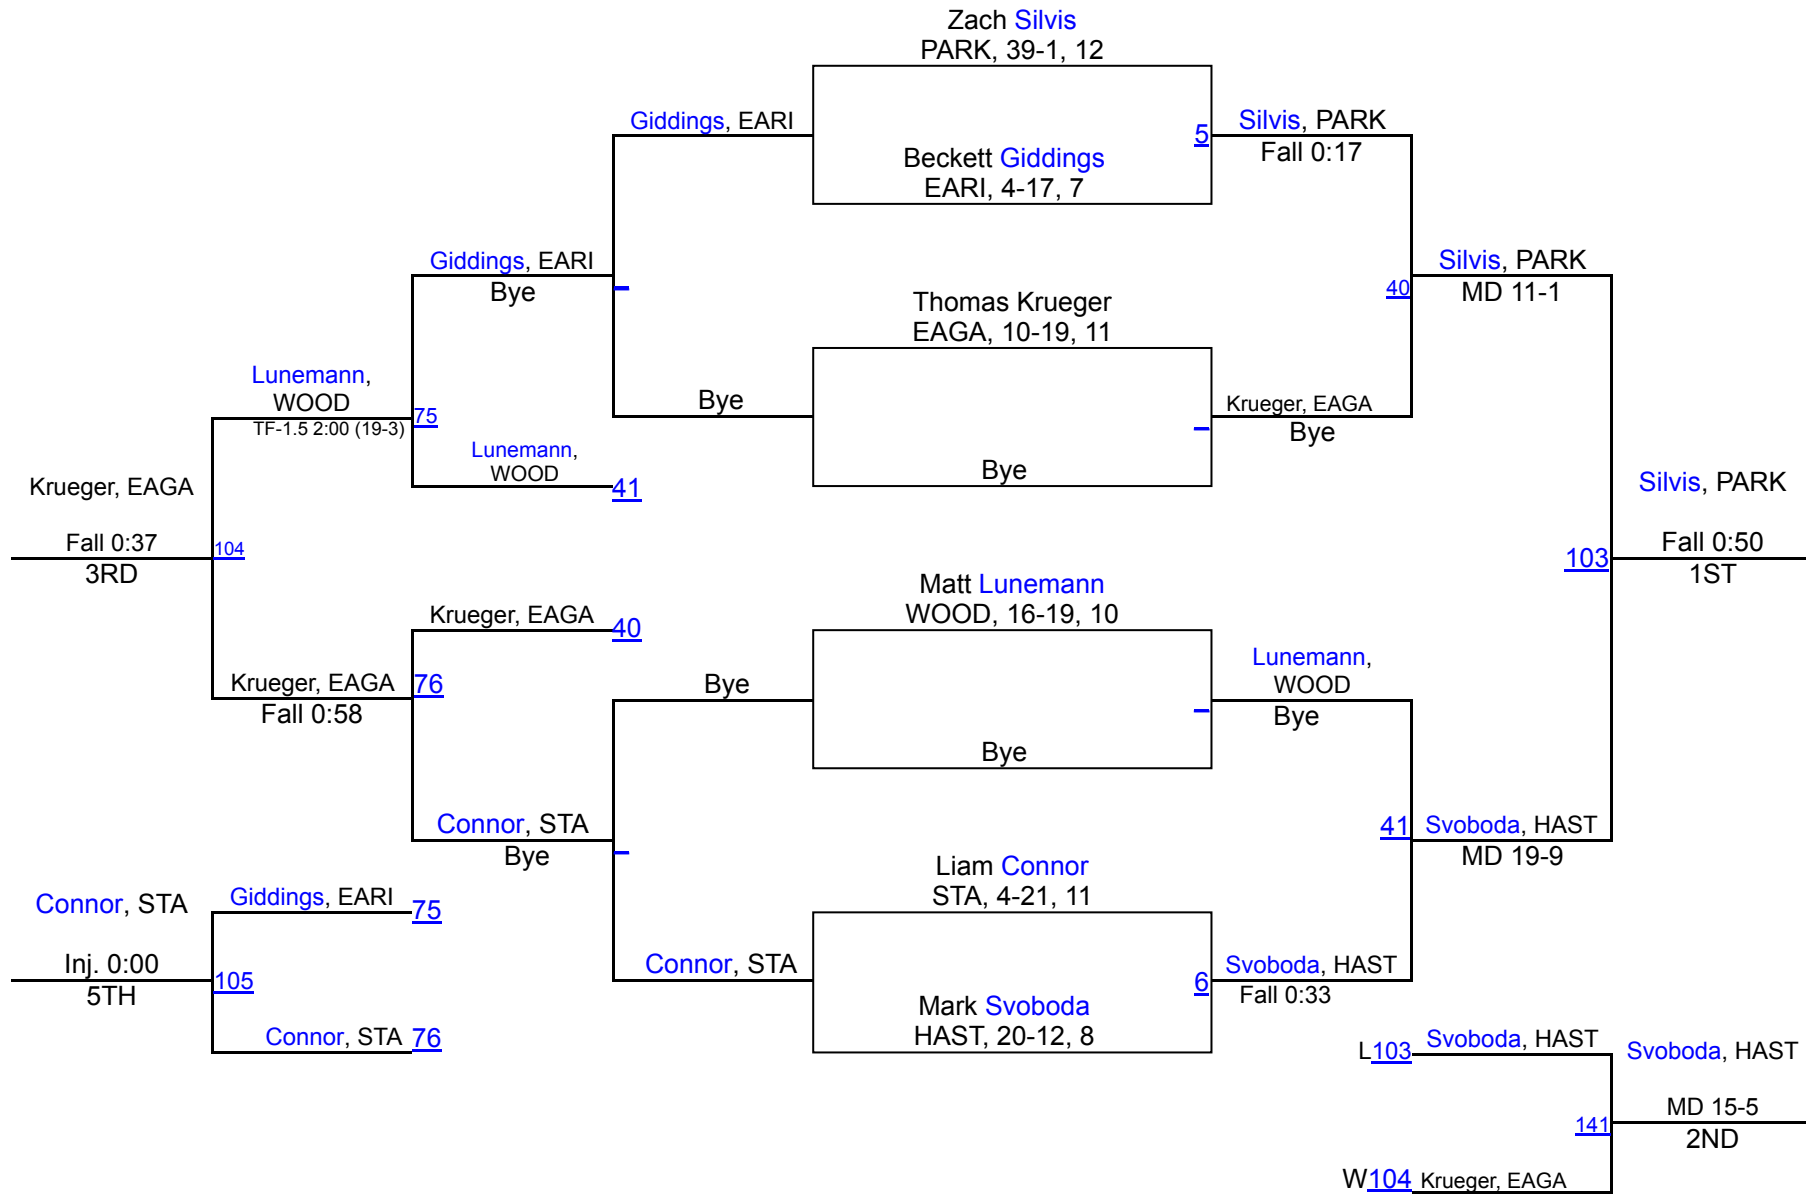 Zach Silvis
PARK, 39-1, 12
Giddings, EARI
5
Silvis, PARK
Fall 0:17
Beckett Giddings
EARI, 4-17, 7
Giddings, EARI
Bye
Silvis, PARK
MD 11-1
40
Thomas Krueger
EAGA, 10-19, 11
Lunemann,
WOOD
TF-1.5 2:00 (19-3)
75
Bye
Krueger, EAGA
Bye
Lunemann,
WOOD
41
Bye
Krueger, EAGA
Fall 0:37
3RD
104
Silvis, PARK
Fall 0:50
1ST
103
Matt Lunemann
WOOD, 16-19, 10
Krueger, EAGA
40
Krueger, EAGA
Fall 0:58
76
Bye
Lunemann,
WOOD
Bye
Bye
Connor, STA
Bye
41
Svoboda, HAST
MD 19-9
Liam Connor
STA, 4-21, 11
Connor, STA
Giddings, EARI
75
Inj. 0:00
5TH
105
Connor, STA
6
Svoboda, HAST
Fall 0:33
Mark Svoboda
HAST, 20-12, 8
Connor, STA
76
L103
Svoboda, HAST
Svoboda, HAST
MD 15-5
2ND
141
W104
Krueger, EAGA